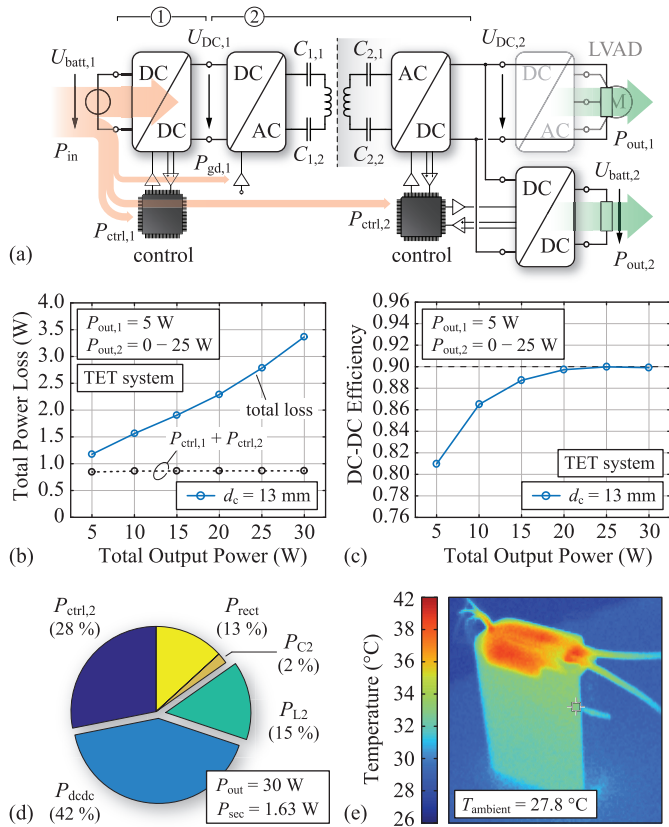 ① ②
U_batt,1
DC
DC
U_DC,1
DC
AC
C_1,1
C_1,2
C_2,1
C_2,2
AC
DC
U_DC,2
LVAD
DC
AC
M
P_out,1
P_in
P_gd,1
P_ctrl,1
control
P_ctrl,2
control
DC
DC
U_batt,2
P_out,2
(a)
Total Power Loss (W)
4.0
3.5
3.0
2.5
2.0
1.5
1.0
0.5
0
P_out,1 = 5 W
P_out,2 = 0 – 25 W
TET system
total loss
P_ctrl,1 + P_ctrl,2
d_c = 13 mm
5 10 15 20 25 30
Total Output Power (W)
(b)
DC-DC Efficiency
0.96
0.94
0.92
0.90
0.88
0.86
0.84
0.82
0.80
0.78
0.76
P_out,1 = 5 W
P_out,2 = 0 – 25 W
TET system
d_c = 13 mm
5 10 15 20 25 30
Total Output Power (W)
(c)
P_ctrl,2
(28 %)
P_rect
(13 %)
P_C2
(2 %)
P_L2
(15 %)
P_dcdc
(42 %)
P_out = 30 W
P_sec = 1.63 W
(d)
Temperature (°C)
42
40
38
36
34
32
30
28
26
T_ambient = 27.8 °C
(e)